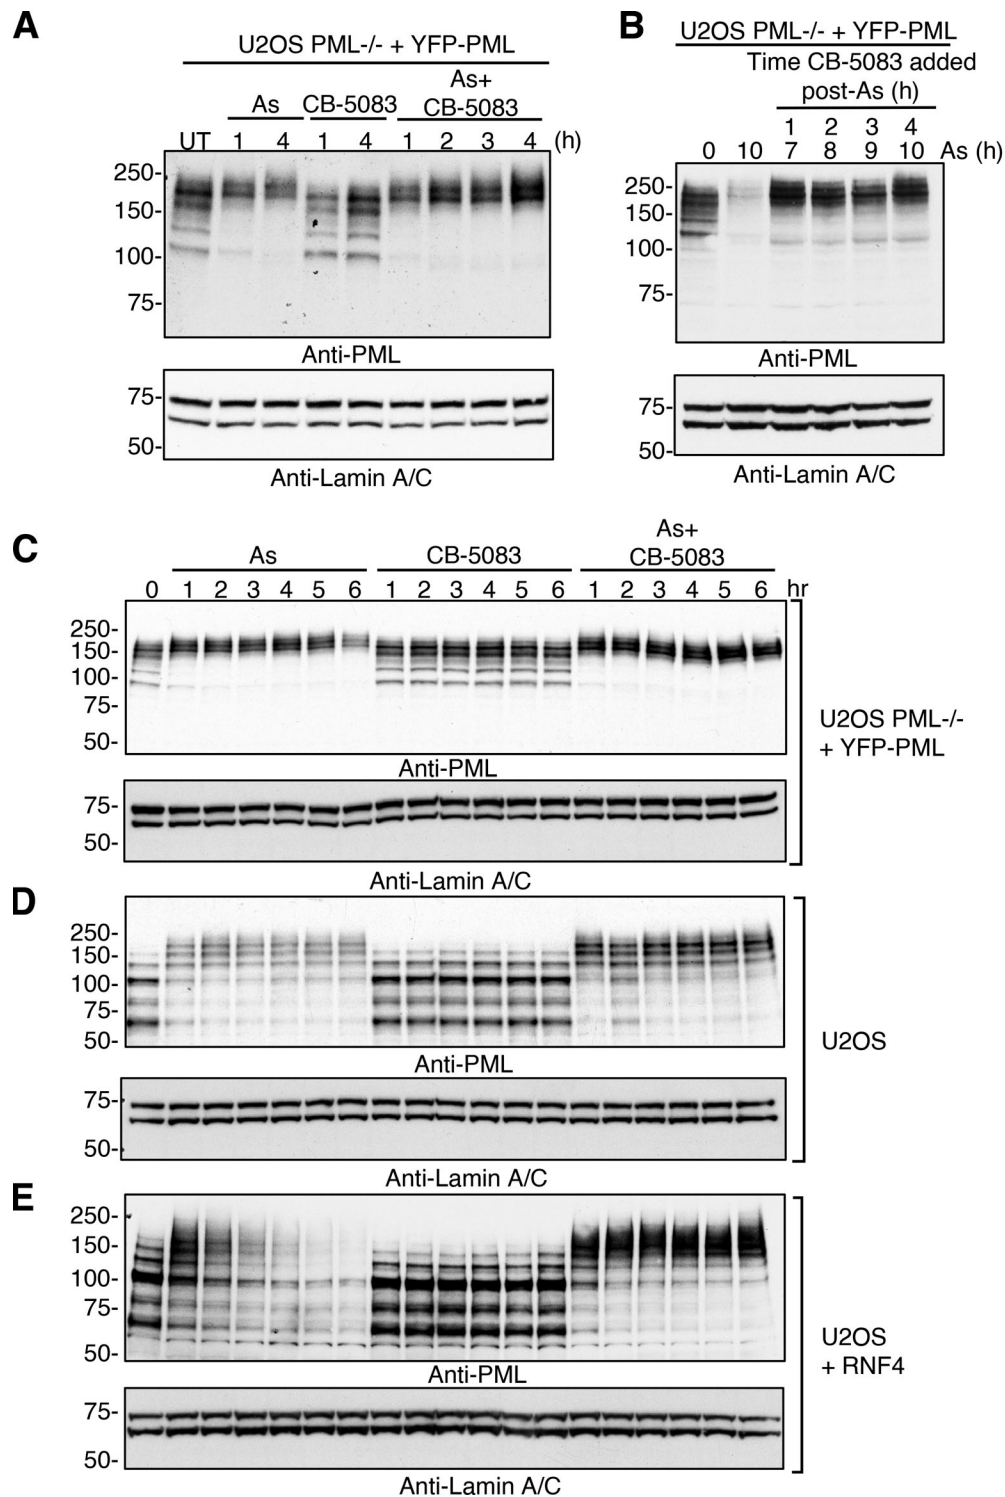 A
U2OS PML-/- + YFP-PML
As+
As CB-5083 CB-5083
UT 1 4 1 4 1 2 3 4 (h)
250-
150-
100-
75-
Anti-PML
75-
50-
Anti-Lamin A/C
B
U2OS PML-/- + YFP-PML
Time CB-5083 added
post-As (h)
1 2 3 4
0 10 7 8 9 10 As (h)
250-
150-
100-
75-
Anti-PML
75-
50-
Anti-Lamin A/C
C
As+
As CB-5083 CB-5083
0 1 2 3 4 5 6 1 2 3 4 5 6 1 2 3 4 5 6 hr
250-
150-
100-
75-
50-
Anti-PML
75-
50-
Anti-Lamin A/C
U2OS PML-/-
+ YFP-PML
D
250-
150-
100-
75-
50-
Anti-PML
75-
50-
Anti-Lamin A/C
U2OS
E
250-
150-
100-
75-
50-
Anti-PML
75-
50-
Anti-Lamin A/C
U2OS
+ RNF4